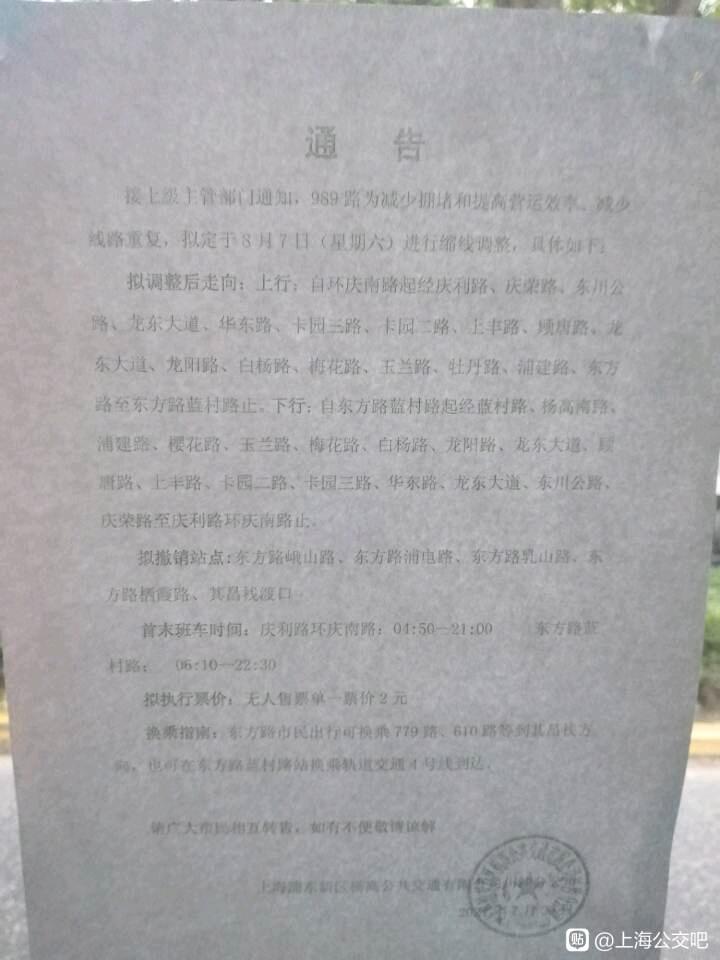 通 告
接上级主管部门通知，989路为减少拥堵和提高营运效率、减少
线路重复，拟定于8月7日（星期六）进行缩线调整，具体如下：
拟调整后走向：上行：自环庆南路起经庆利路、庆荣路、东川公
路、龙东大道、华东路、卡园三路、卡园二路、上丰路、顾唐路、龙
东大道、龙阳路、白杨路、梅花路、玉兰路、牡丹路、浦建路、东方
路至东方路蓝村路止。下行：自东方路蓝村路起经蓝村路、杨高南路、
浦建路、樱花路、玉兰路、梅花路、白杨路、龙阳路、龙东大道、顾
唐路、上丰路、卡园二路、卡园三路、华东路、龙东大道、东川公路、
庆荣路至庆利路环庆南路止。
拟撤销站点：东方路峨山路、东方路浦电路、东方路乳山路、东
方路栖霞路、其昌栈渡口
首末班车时间：庆利路环庆南路：04:50—21:00 东方路蓝
村路： 06:10—22:30
拟执行票价：无人售票单一票价2元
换乘指南：东方路市民出行可换乘779路、610路等到其昌栈方
向，也可在东方路蓝村路站换乘轨道交通4号线到达。
请广大市民相互转告，如有不便敬请谅解
上海浦东新区杨高公共交通有限
贴 @上海公交吧